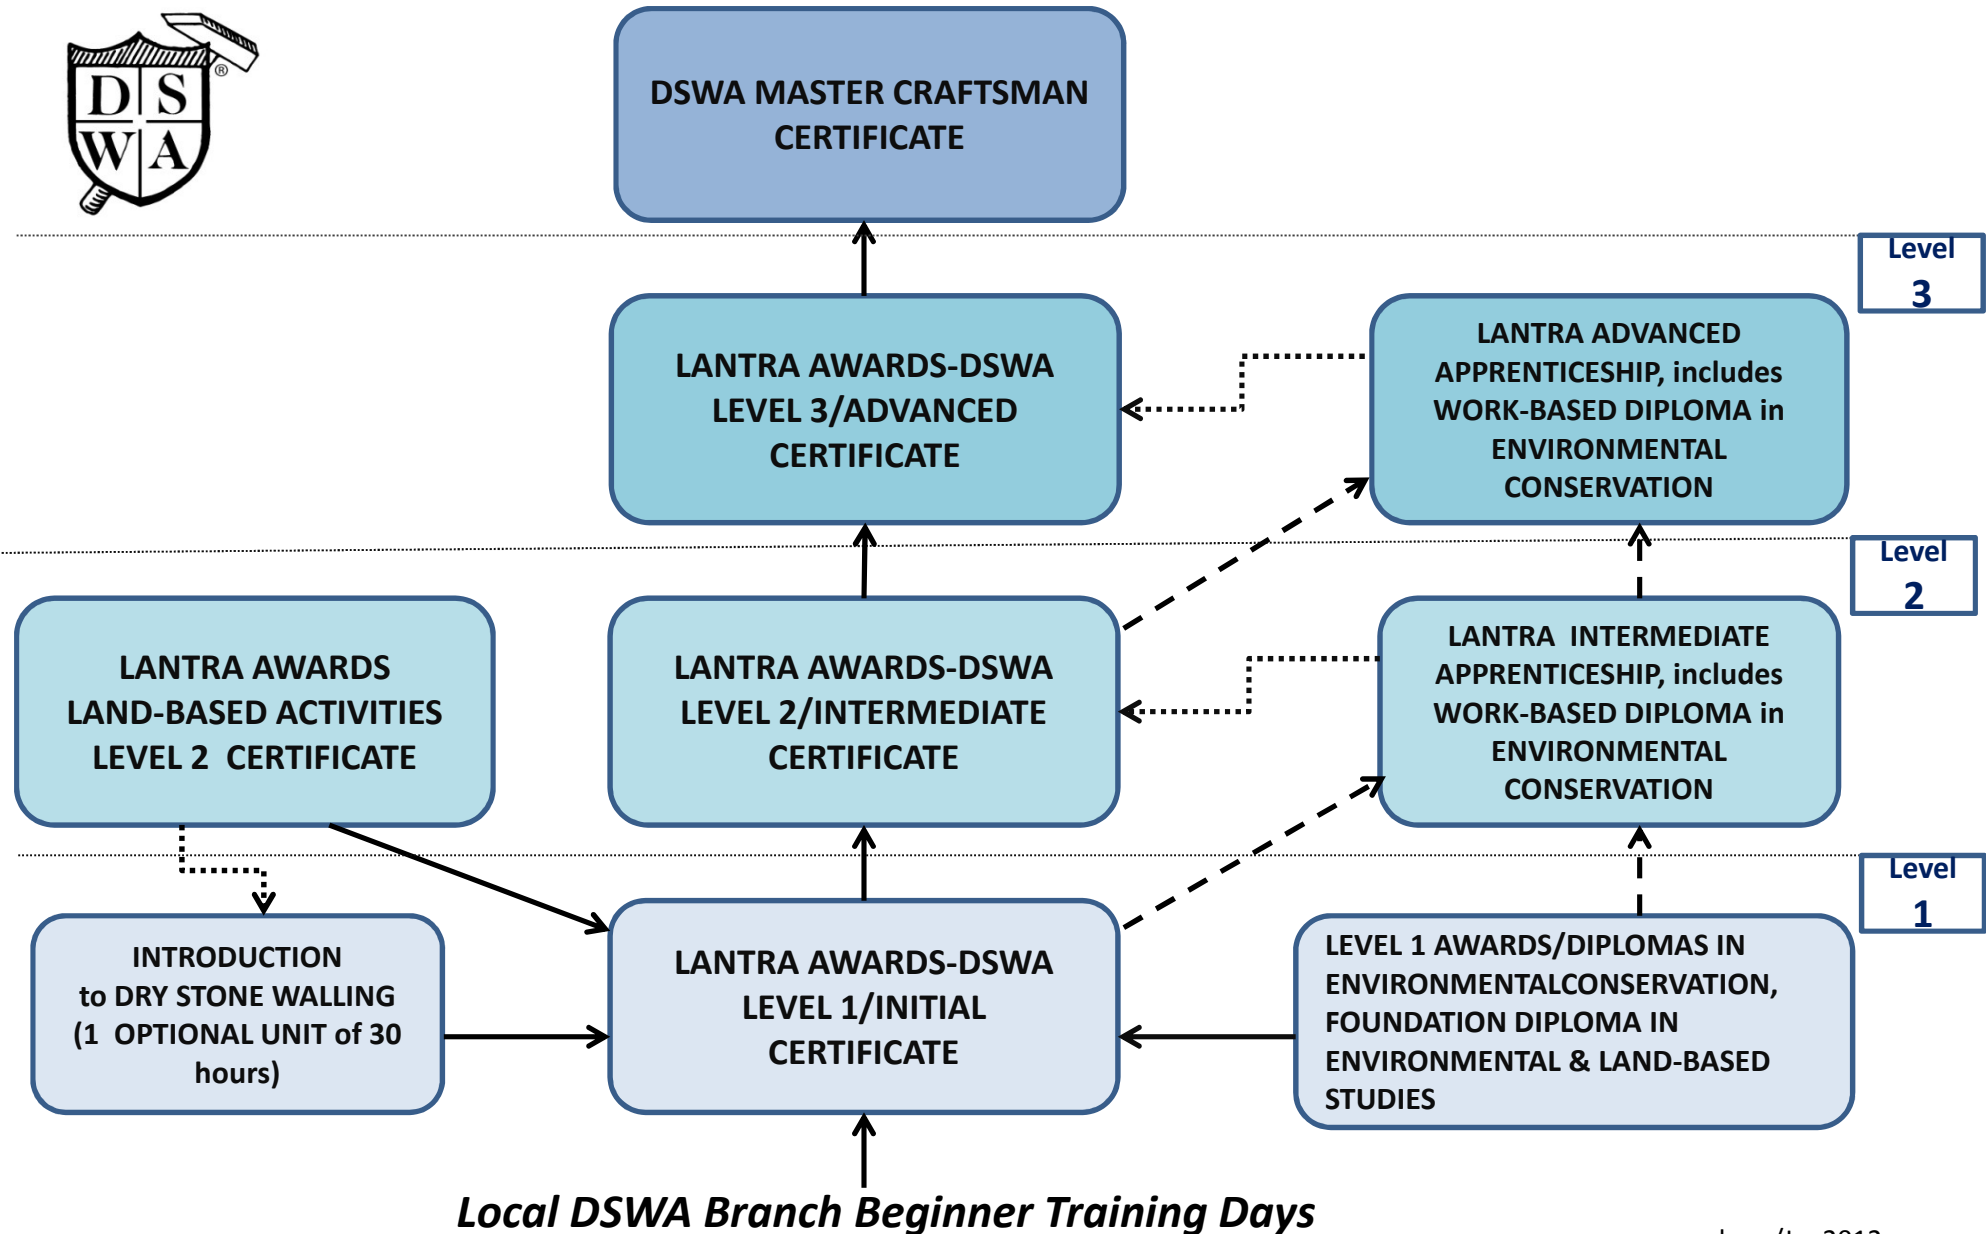 D S
W A
®
DSWA MASTER CRAFTSMAN
CERTIFICATE
Level
3
LANTRA AWARDS-DSWA
LEVEL 3/ADVANCED
CERTIFICATE
LANTRA ADVANCED
APPRENTICESHIP, includes
WORK-BASED DIPLOMA in
ENVIRONMENTAL
CONSERVATION
Level
2
LANTRA AWARDS
LAND-BASED ACTIVITIES
LEVEL 2 CERTIFICATE
LANTRA AWARDS-DSWA
LEVEL 2/INTERMEDIATE
CERTIFICATE
LANTRA INTERMEDIATE
APPRENTICESHIP, includes
WORK-BASED DIPLOMA in
ENVIRONMENTAL
CONSERVATION
Level
1
INTRODUCTION
to DRY STONE WALLING
(1 OPTIONAL UNIT of 30
hours)
LANTRA AWARDS-DSWA
LEVEL 1/INITIAL
CERTIFICATE
LEVEL 1 AWARDS/DIPLOMAS IN
ENVIRONMENTALCONSERVATION,
FOUNDATION DIPLOMA IN
ENVIRONMENTAL & LAND-BASED
STUDIES
Local DSWA Branch Beginner Training Days